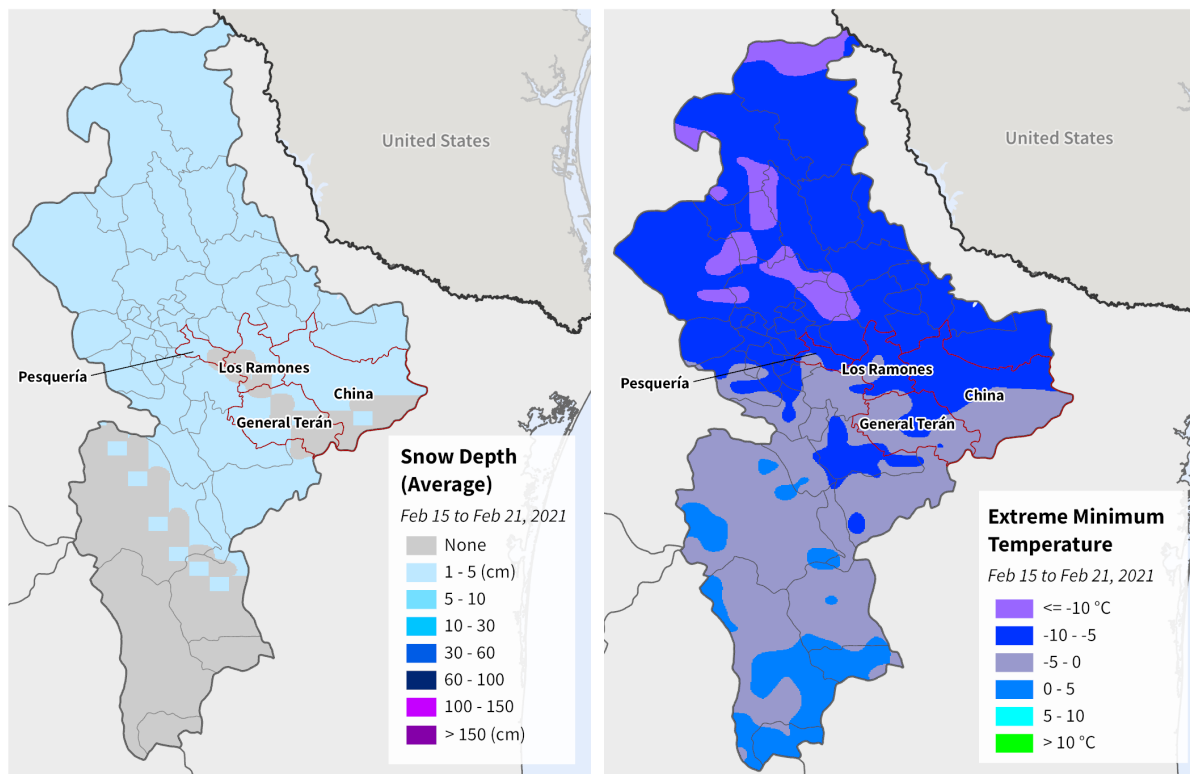 United States
Pesquería
Los Ramones
China
General Terán
Snow Depth
(Average)
Feb 15 to Feb 21, 2021
None
1 - 5 (cm)
5 - 10
10 - 30
30 - 60
60 - 100
100 - 150
> 150 (cm)
United States
Pesquería
Los Ramones
China
General Terán
Extreme Minimum
Temperature
Feb 15 to Feb 21, 2021
<= -10 °C
-10 - -5
-5 - 0
0 - 5
5 - 10
> 10 °C